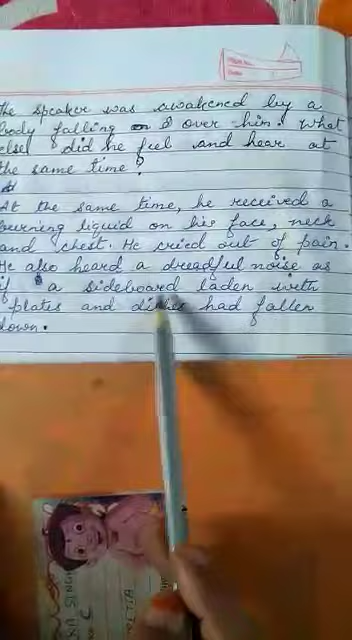 The speaker was awakened by a
body falling on over him. What
else did he feel and hear at
the same time?
At the same time, he received a
burning liquid on his face, neck
and chest. He cried out of pain.
He also heard a dreadful noise as
if a sideboard laden with
plates and dishes had fallen
down.
SINGH
C